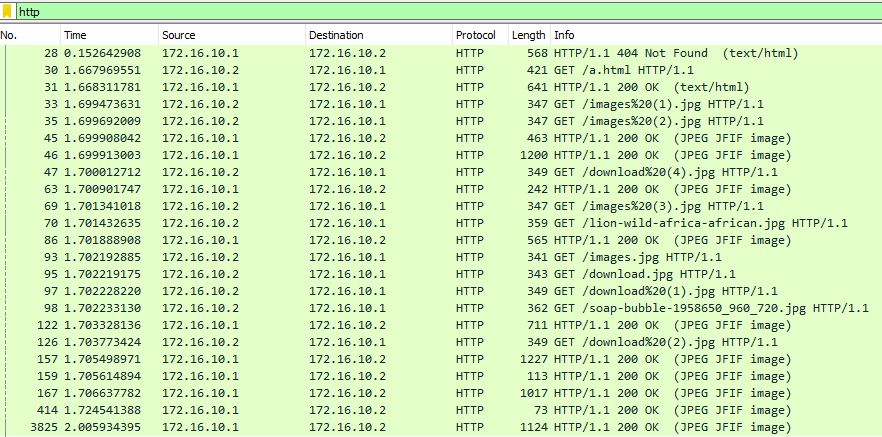 http
No. Time Source Destination Protocol Length Info
28 0.152642908 172.16.10.1 172.16.10.2 HTTP 568 HTTP/1.1 404 Not Found (text/html)
30 1.667969551 172.16.10.2 172.16.10.1 HTTP 421 GET /a.html HTTP/1.1
31 1.668311781 172.16.10.1 172.16.10.2 HTTP 641 HTTP/1.1 200 OK (text/html)
33 1.699473631 172.16.10.2 172.16.10.1 HTTP 347 GET /images%20(1).jpg HTTP/1.1
35 1.699692009 172.16.10.2 172.16.10.1 HTTP 347 GET /images%20(2).jpg HTTP/1.1
45 1.699908042 172.16.10.1 172.16.10.2 HTTP 463 HTTP/1.1 200 OK (JPEG JFIF image)
46 1.699913003 172.16.10.1 172.16.10.2 HTTP 1200 HTTP/1.1 200 OK (JPEG JFIF image)
47 1.700012712 172.16.10.2 172.16.10.1 HTTP 349 GET /download%20(4).jpg HTTP/1.1
63 1.700901747 172.16.10.1 172.16.10.2 HTTP 242 HTTP/1.1 200 OK (JPEG JFIF image)
69 1.701341018 172.16.10.2 172.16.10.1 HTTP 347 GET /images%20(3).jpg HTTP/1.1
70 1.701432635 172.16.10.2 172.16.10.1 HTTP 359 GET /lion-wild-africa-african.jpg HTTP/1.1
86 1.701888908 172.16.10.1 172.16.10.2 HTTP 565 HTTP/1.1 200 OK (JPEG JFIF image)
93 1.702192885 172.16.10.2 172.16.10.1 HTTP 341 GET /images.jpg HTTP/1.1
95 1.702219175 172.16.10.2 172.16.10.1 HTTP 343 GET /download.jpg HTTP/1.1
97 1.702228220 172.16.10.2 172.16.10.1 HTTP 349 GET /download%20(1).jpg HTTP/1.1
98 1.702233130 172.16.10.2 172.16.10.1 HTTP 362 GET /soap-bubble-1958650_960_720.jpg HTTP/1.1
122 1.703328136 172.16.10.1 172.16.10.2 HTTP 711 HTTP/1.1 200 OK (JPEG JFIF image)
126 1.703773424 172.16.10.2 172.16.10.1 HTTP 349 GET /download%20(2).jpg HTTP/1.1
157 1.705498971 172.16.10.1 172.16.10.2 HTTP 1227 HTTP/1.1 200 OK (JPEG JFIF image)
159 1.705614894 172.16.10.1 172.16.10.2 HTTP 113 HTTP/1.1 200 OK (JPEG JFIF image)
167 1.706637782 172.16.10.1 172.16.10.2 HTTP 1017 HTTP/1.1 200 OK (JPEG JFIF image)
414 1.724541388 172.16.10.1 172.16.10.2 HTTP 73 HTTP/1.1 200 OK (JPEG JFIF image)
3825 2.005934395 172.16.10.1 172.16.10.2 HTTP 1124 HTTP/1.1 200 OK (JPEG JFIF image)